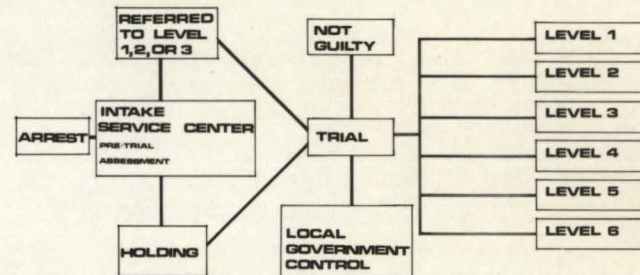 REFERRED
TO LEVEL
1,2, OR 3
NOT
GUILTY
ARREST
INTAKE
SERVICE CENTER
PRE-TRIAL
ASSESSMENT
TRIAL
HOLDING
LOCAL
GOVERNMENT
CONTROL
LEVEL 1
LEVEL 2
LEVEL 3
LEVEL 4
LEVEL 5
LEVEL 6